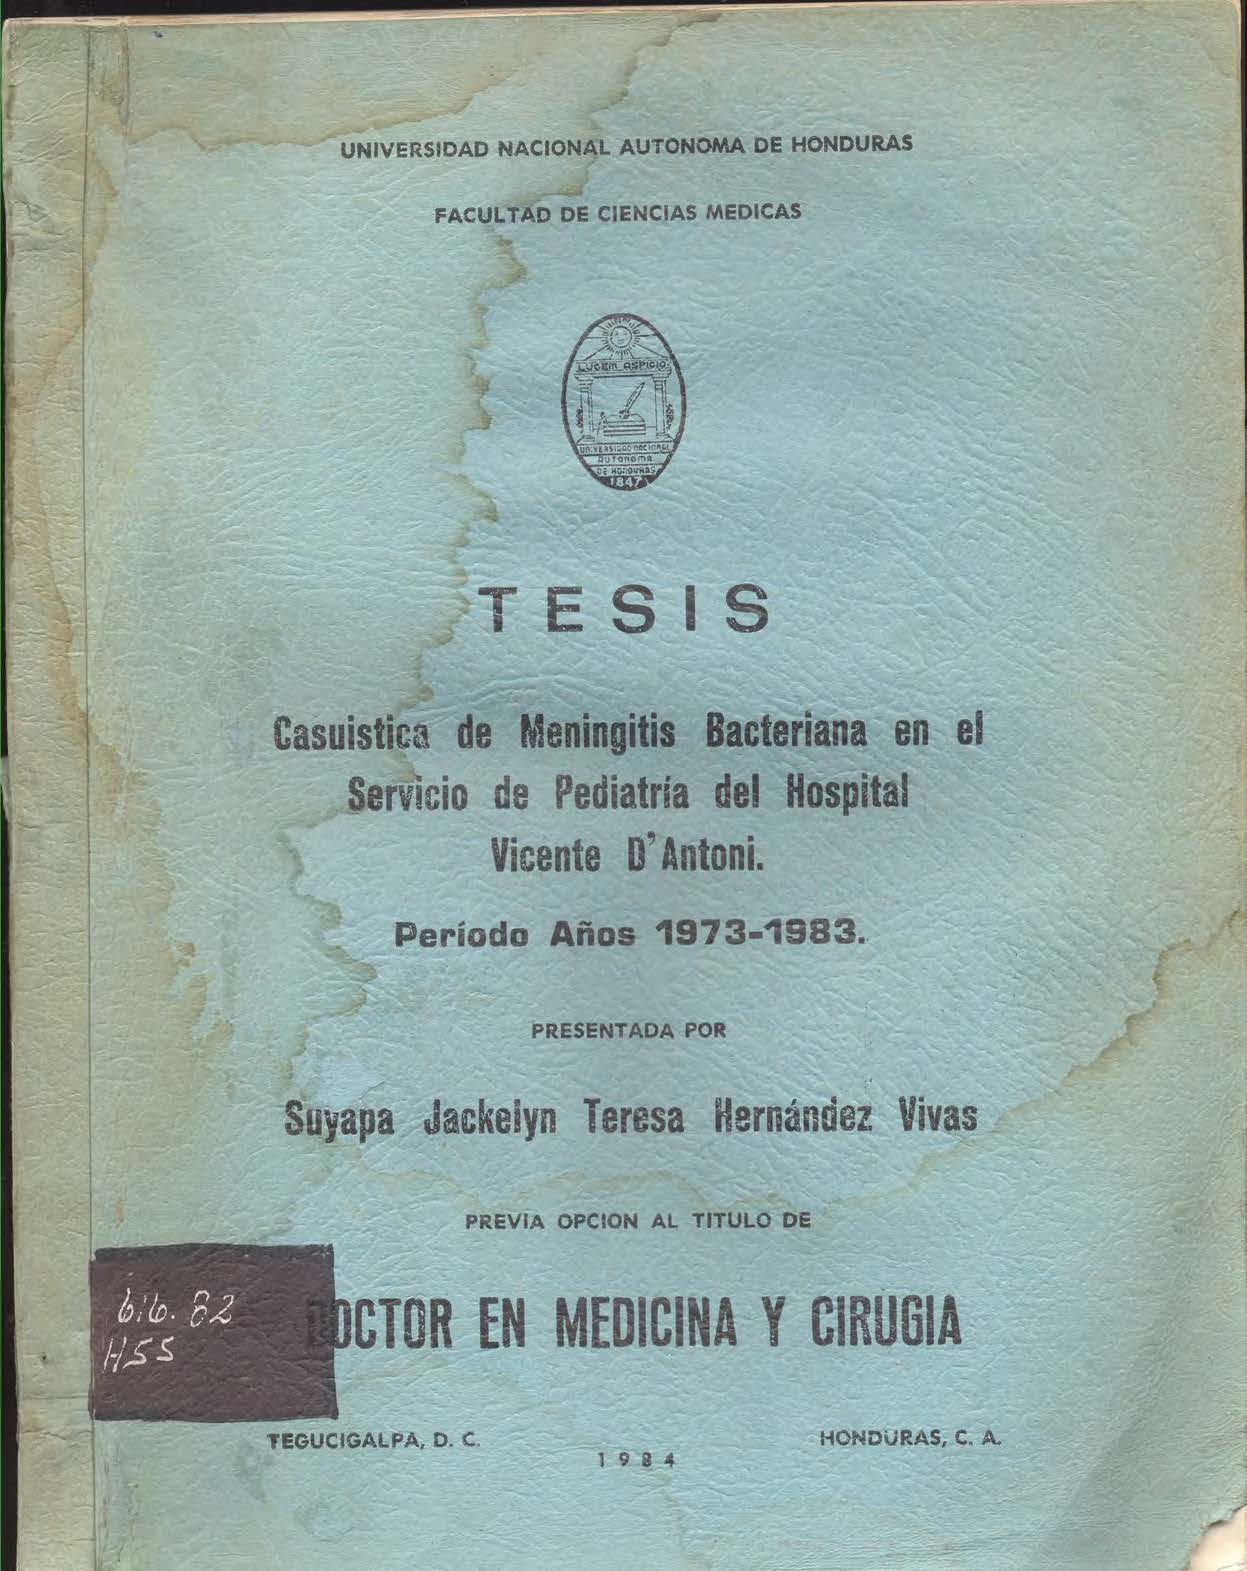 UNIVERSIDAD NACIONAL AUTONOMA DE HONDURAS
FACULTAD DE CIENCIAS MEDICAS
LUCEM ASPICIO
UNIVERSIDAD NACIONAL
AUTONOMA
DE HONDURAS
1847
TESIS
Casuistica de Meningitis Bacteriana en el
Servicio de Pediatría del Hospital
Vicente D'Antoni.
Período Años 1973-1983.
PRESENTADA POR
Suyapa Jackelyn Teresa Hernández Vivas
PREVIA OPCION AL TITULO DE
616.82
H55
DOCTOR EN MEDICINA Y CIRUGIA
TEGUCIGALPA, D. C. HONDURAS, C. A.
1984